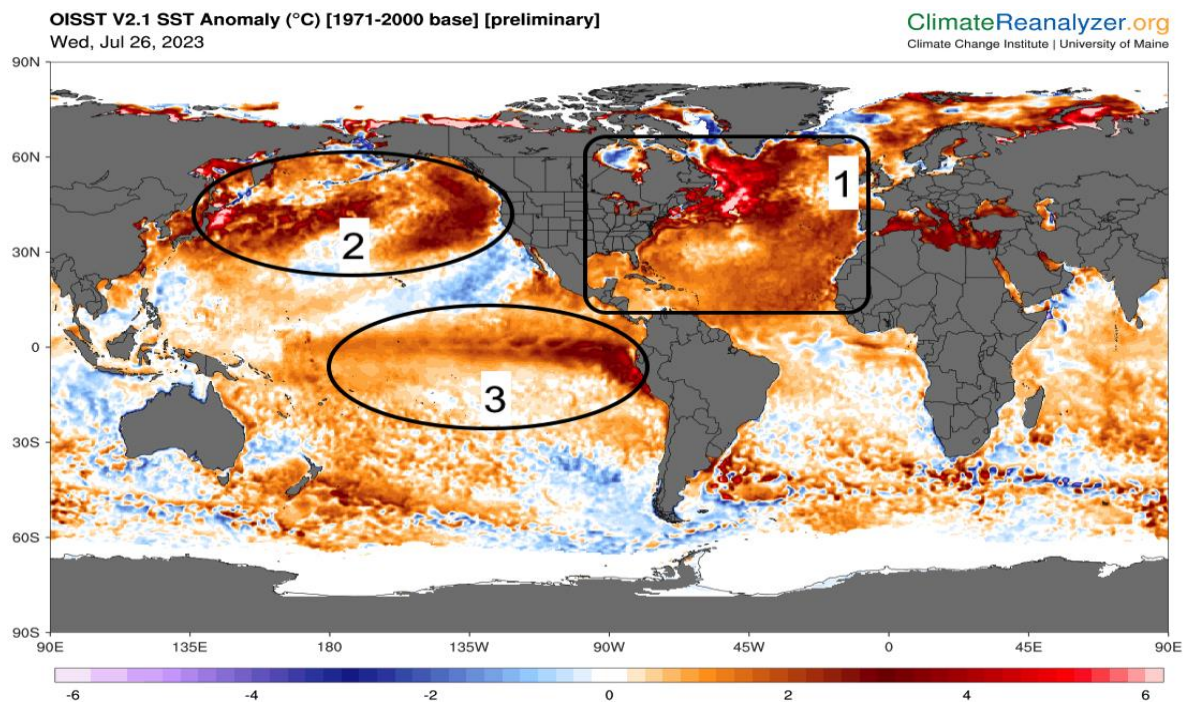 OISST V2.1 SST Anomaly (°C) [1971-2000 base] [preliminary]
Wed, Jul 26, 2023
ClimateReanalyzer.org
Climate Change Institute | University of Maine
90N
60N
30N
0
30S
60S
90S
1
2
3
90E 135E 180 135W 90W 45W 0 45E 90E
-6 -4 -2 0 2 4 6